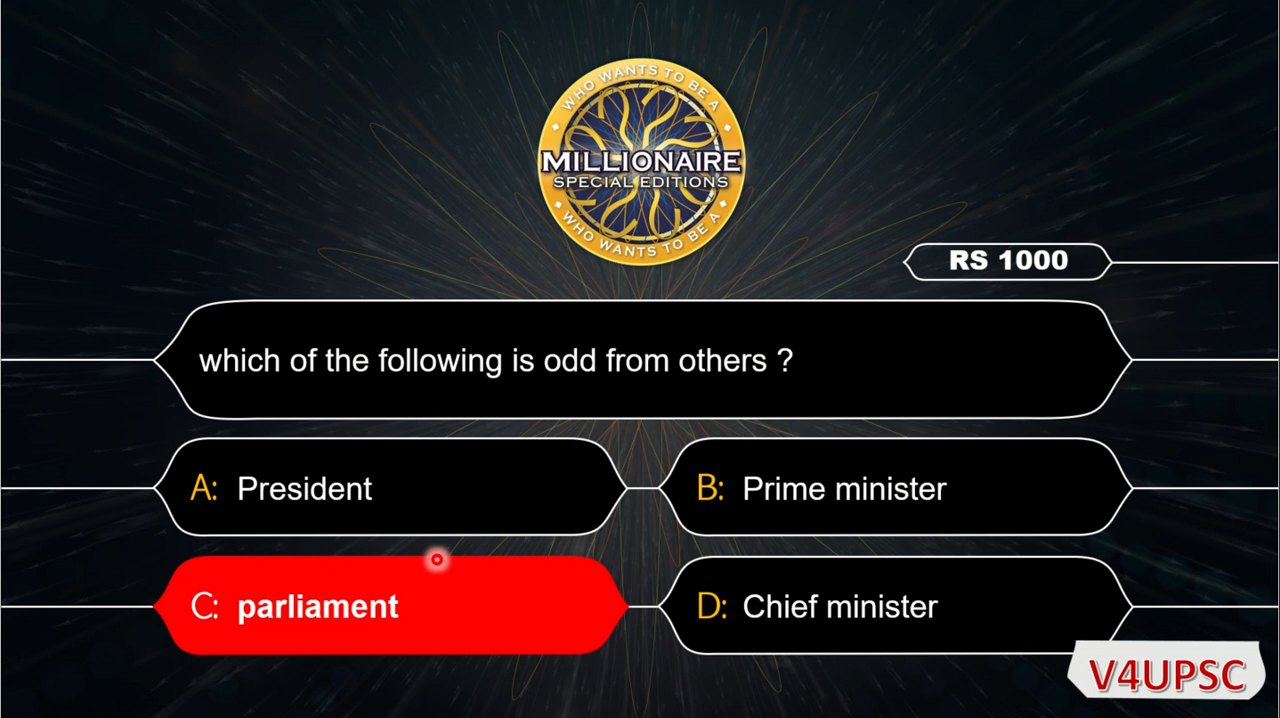 WHO WANTS TO BE A
MILLIONAIRE
SPECIAL EDITIONS
WHO WANTS TO BE A
RS 1000
which of the following is odd from others ?
A: President
B: Prime minister
C: parliament
D: Chief minister
V4UPSC